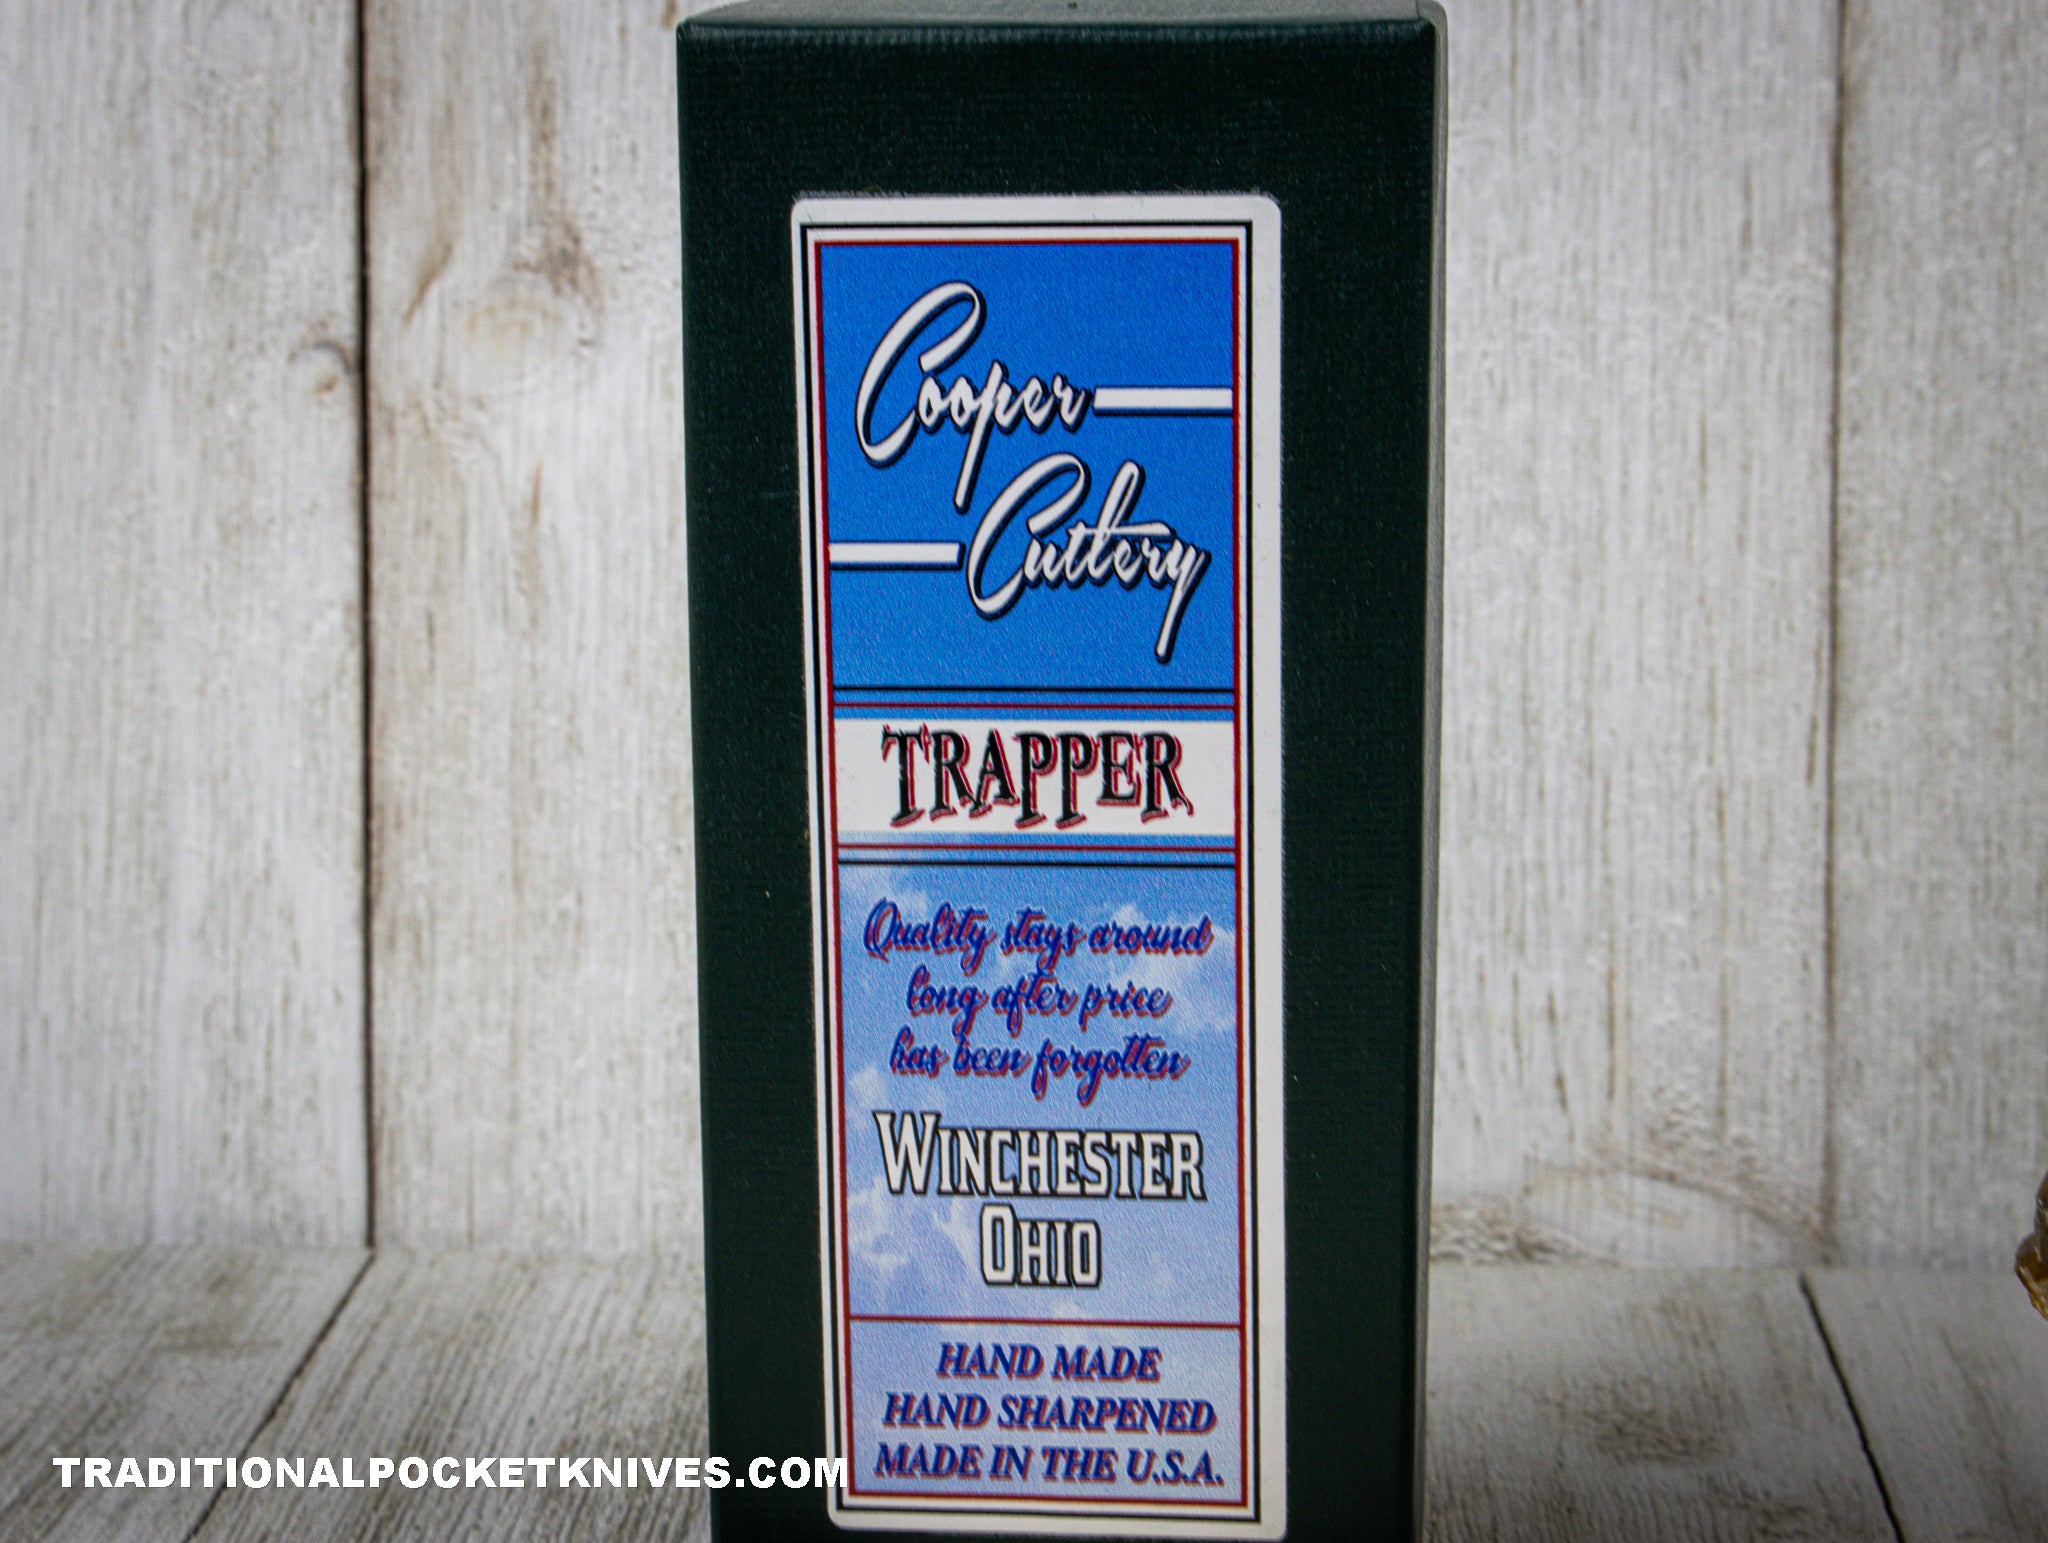 Cooper
Cutlery
TRAPPER
Quality stays around
long after price
has been forgotten
WINCHESTER
OHIO
HAND MADE
HAND SHARPENED
MADE IN THE U.S.A.
TRADITIONALPOCKETKNIVES.COM